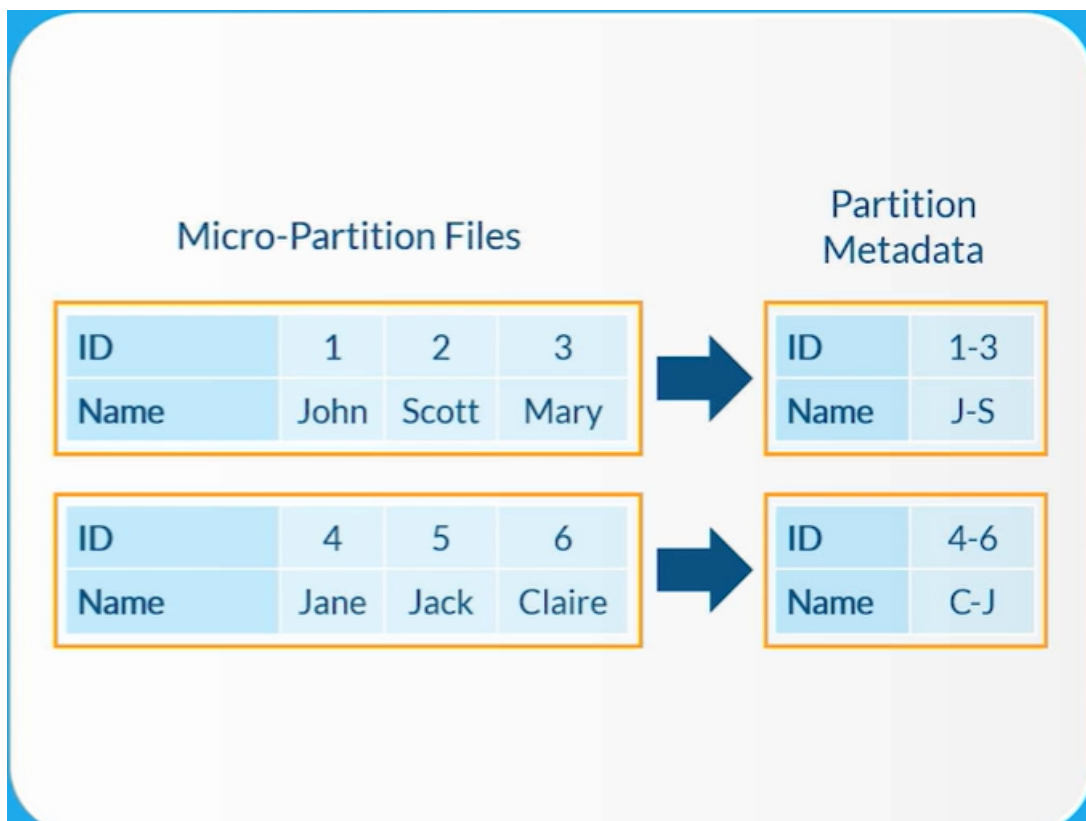 Micro-Partition Files
Partition
Metadata
ID 1 2 3
Name John Scott Mary
ID 1-3
Name J-S
ID 4 5 6
Name Jane Jack Claire
ID 4-6
Name C-J